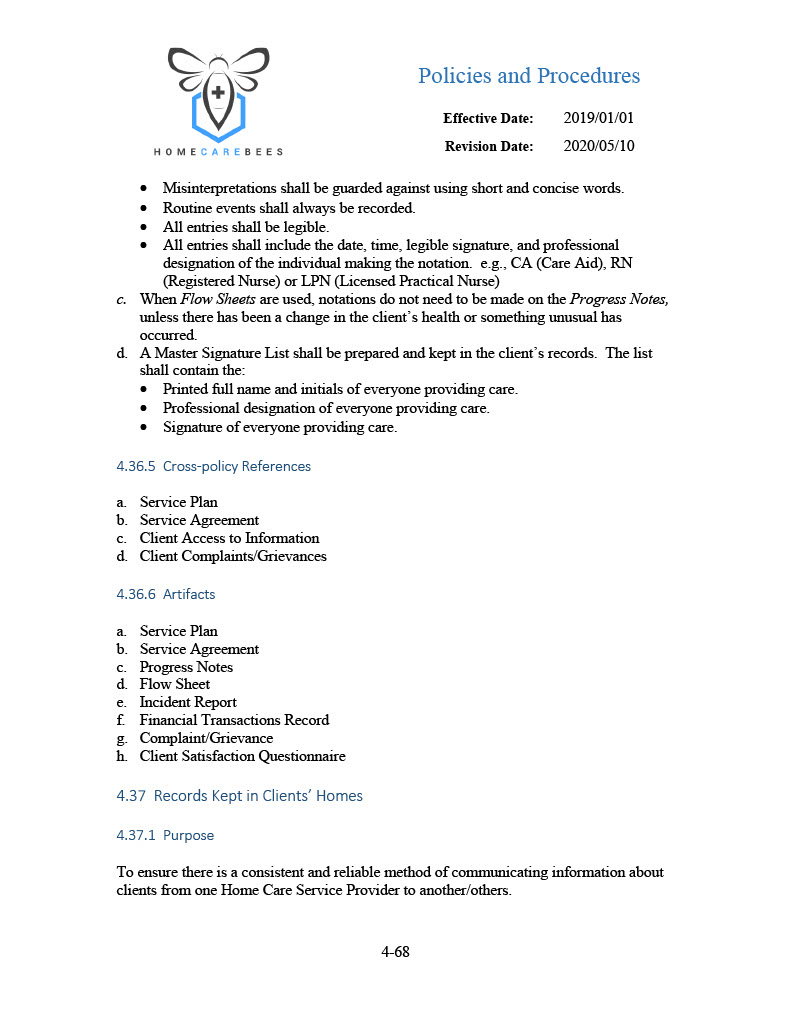 HOMECAREBEES
Policies and Procedures
Effective Date: 2019/01/01
Revision Date: 2020/05/10
• Misinterpretations shall be guarded against using short and concise words.
• Routine events shall always be recorded.
• All entries shall be legible.
• All entries shall include the date, time, legible signature, and professional
designation of the individual making the notation.  e.g., CA (Care Aid), RN
(Registered Nurse) or LPN (Licensed Practical Nurse)
c. When Flow Sheets are used, notations do not need to be made on the Progress Notes,
unless there has been a change in the client’s health or something unusual has
occurred.
d. A Master Signature List shall be prepared and kept in the client’s records.  The list
shall contain the:
• Printed full name and initials of everyone providing care.
• Professional designation of everyone providing care.
• Signature of everyone providing care.
4.36.5 Cross-policy References
a. Service Plan
b. Service Agreement
c. Client Access to Information
d. Client Complaints/Grievances
4.36.6 Artifacts
a. Service Plan
b. Service Agreement
c. Progress Notes
d. Flow Sheet
e. Incident Report
f. Financial Transactions Record
g. Complaint/Grievance
h. Client Satisfaction Questionnaire
4.37 Records Kept in Clients’ Homes
4.37.1 Purpose
To ensure there is a consistent and reliable method of communicating information about
clients from one Home Care Service Provider to another/others.
4-68